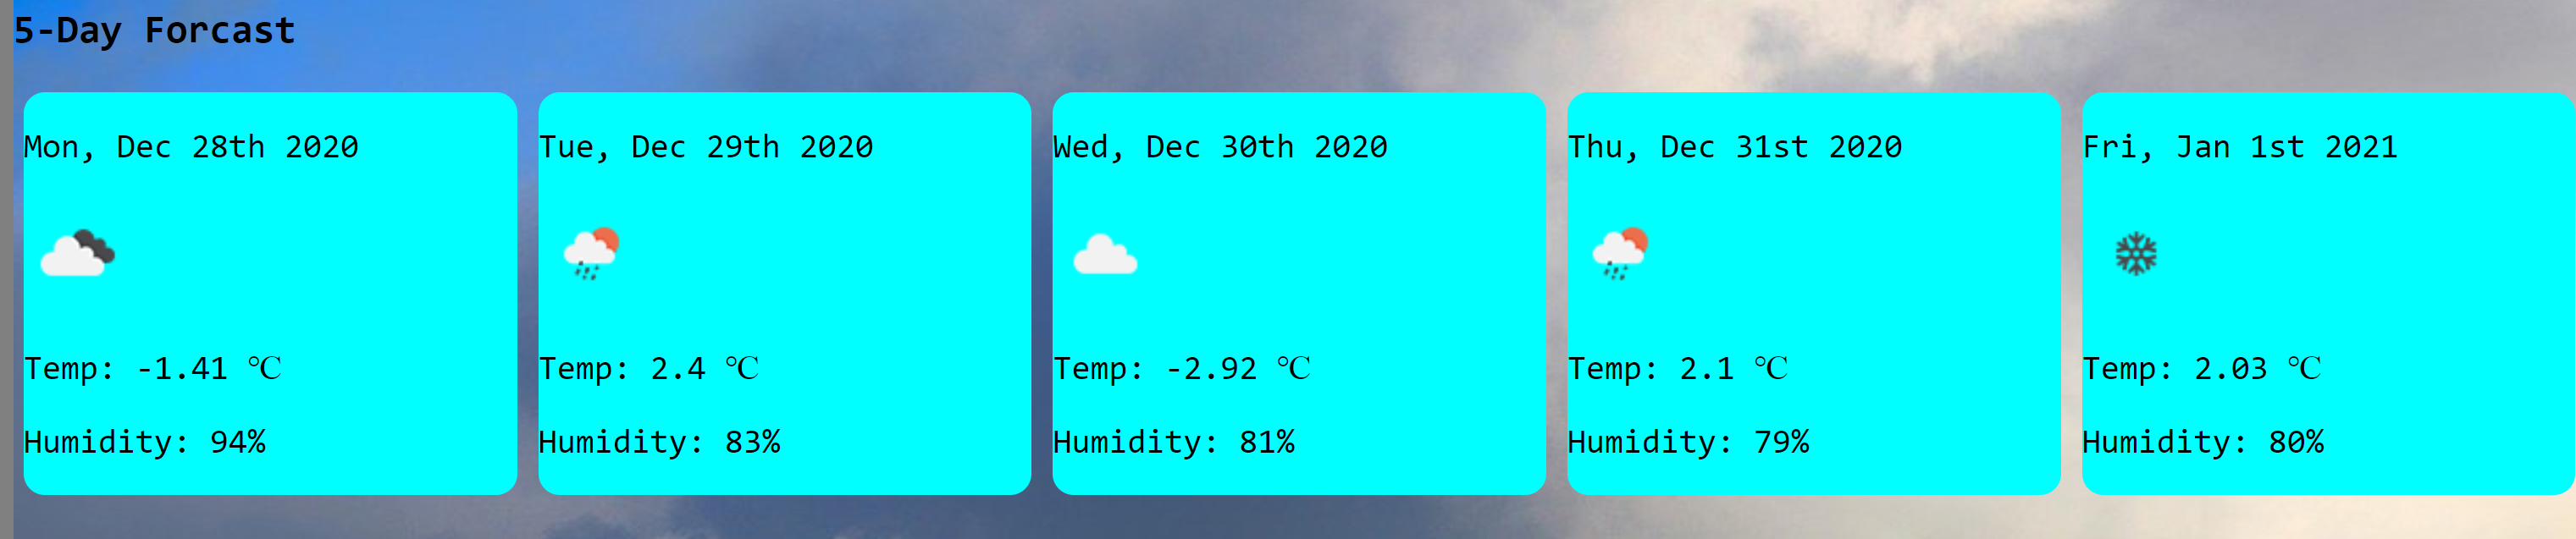 5-Day Forcast
Mon, Dec 28th 2020
Temp: -1.41 ℃
Humidity: 94%
Tue, Dec 29th 2020
Temp: 2.4 ℃
Humidity: 83%
Wed, Dec 30th 2020
Temp: -2.92 ℃
Humidity: 81%
Thu, Dec 31st 2020
Temp: 2.1 ℃
Humidity: 79%
Fri, Jan 1st 2021
Temp: 2.03 ℃
Humidity: 80%